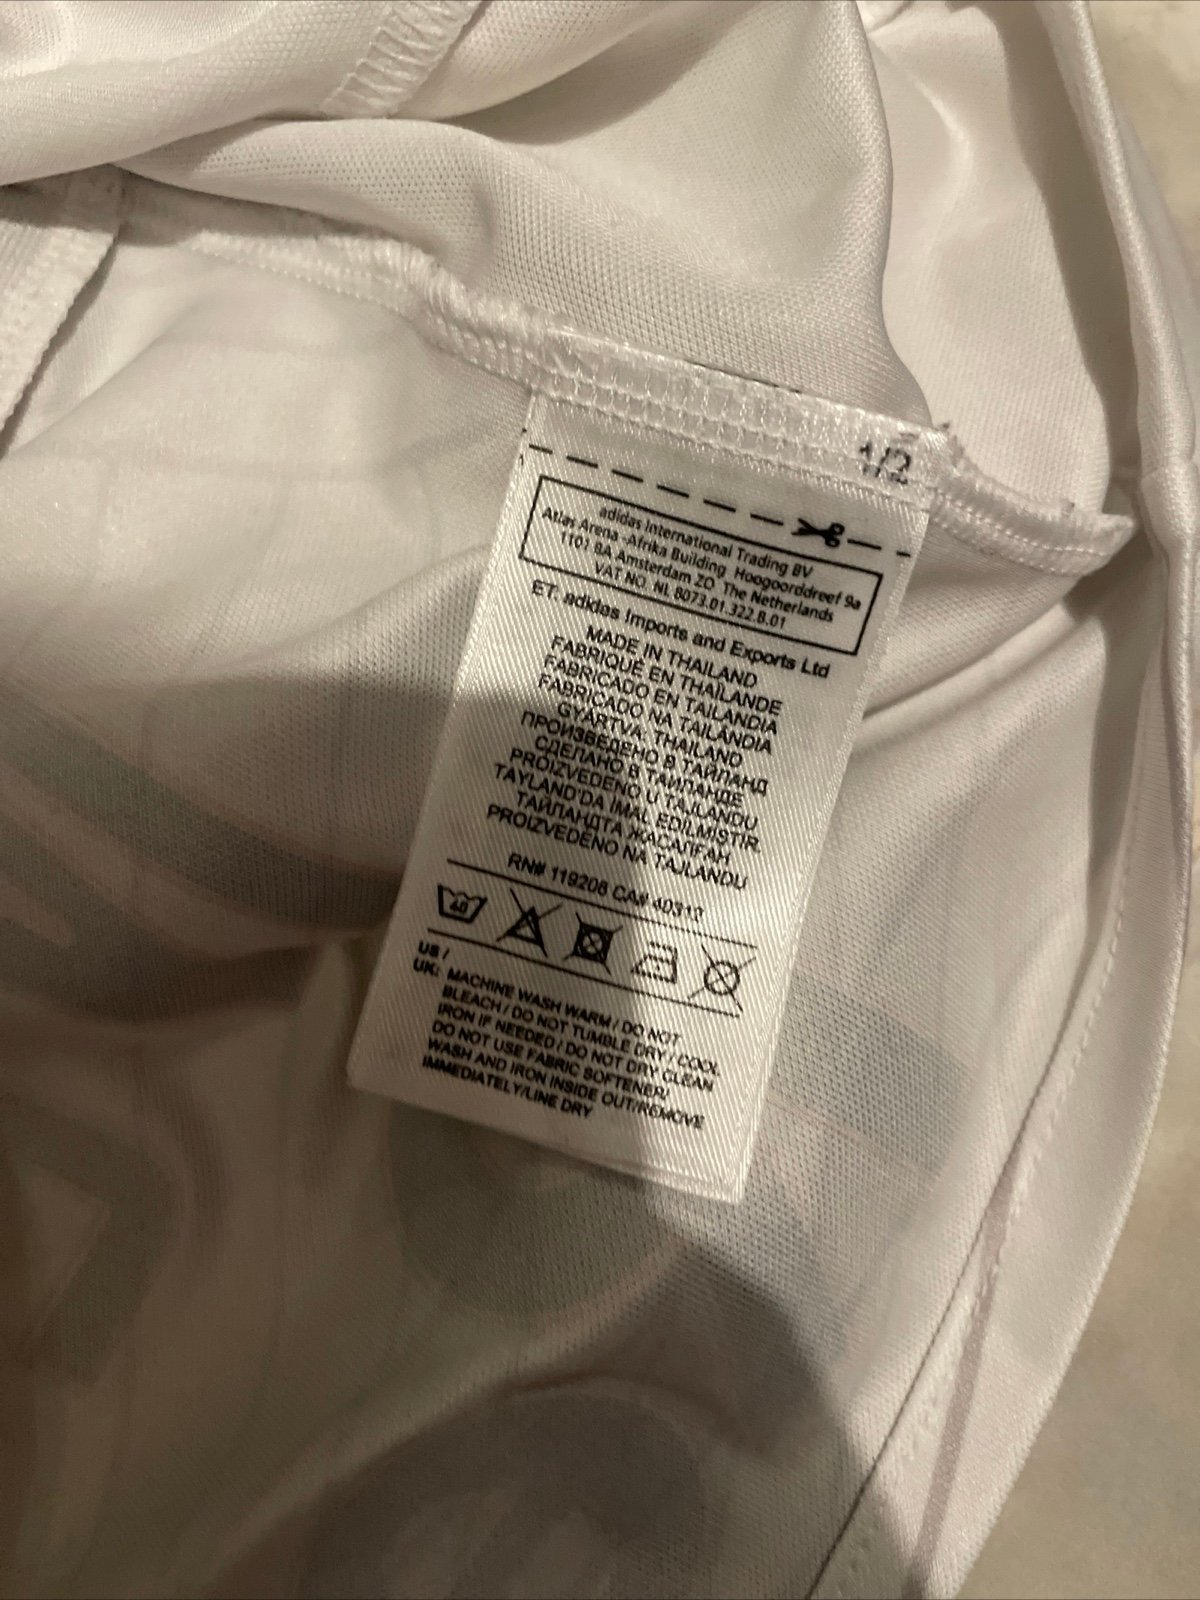 1/2
adidas International Trading BV
Atlas Arena -Afrika Building Hoogoorddreef 9a
1101 BA Amsterdam ZO The Netherlands
VAT NO. NL 8073.01.322.B.01
ET: adidas Imports and Exports Ltd
MADE IN THAILAND
FABRIQUÉ EN THAÏLANDE
FABRICADO EN TAILANDIA
FABRICADO NA TAILÂNDIA
GYÁRTVA: THAILAND
ПРОИЗВЕДЕНО В ТАЙЛАНД
СДЕЛАНО В ТАИЛАНДЕ
PROIZVEDENO U TAJLANDU
TAYLAND'DA İMAL EDİLMİŞTİR.
ТАЙЛАНДТА ЖАСАЛҒАН
PROIZVEDENO NA TAJLANDU
RN# 119208 CA# 40312
40
US /
UK: MACHINE WASH WARM / DO NOT
BLEACH / DO NOT TUMBLE DRY / COOL
IRON IF NEEDED / DO NOT DRY CLEAN
DO NOT USE FABRIC SOFTENER/
WASH AND IRON INSIDE OUT/REMOVE
IMMEDIATELY/LINE DRY